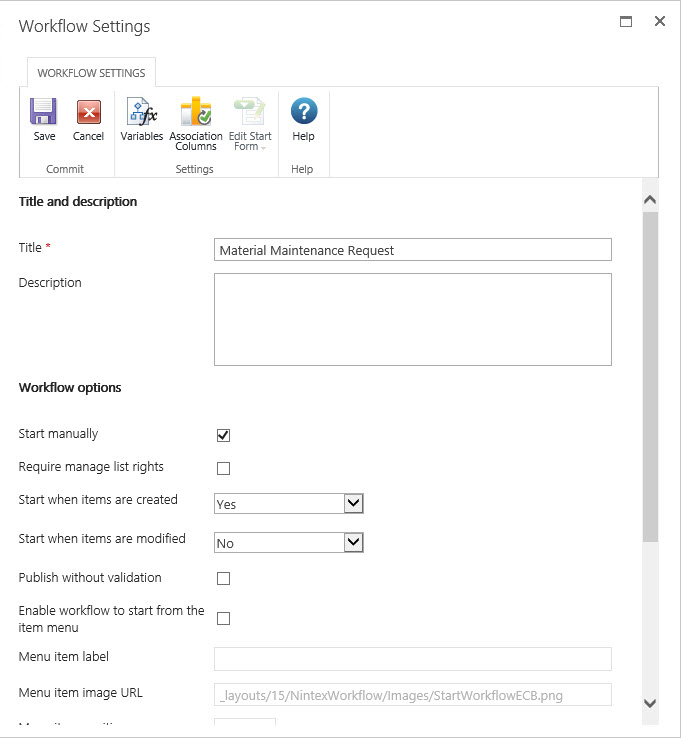 Workflow Settings
WORKFLOW SETTINGS
Save Cancel Variables Association Columns Edit Start Form Help
Commit Settings Help
Title and description
Title * Material Maintenance Request
Description
Workflow options
Start manually
Require manage list rights
Start when items are created Yes
Start when items are modified No
Publish without validation
Enable workflow to start from the
item menu
Menu item label
Menu item image URL _layouts/15/NintexWorkflow/Images/StartWorkflowECB.png